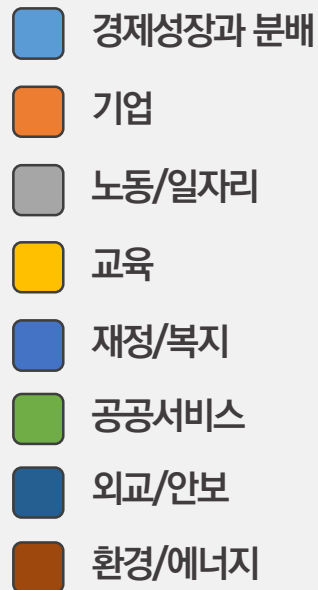 경제성장과 분배
기업
노동/일자리
교육
재정/복지
공공서비스
외교/안보
환경/에너지